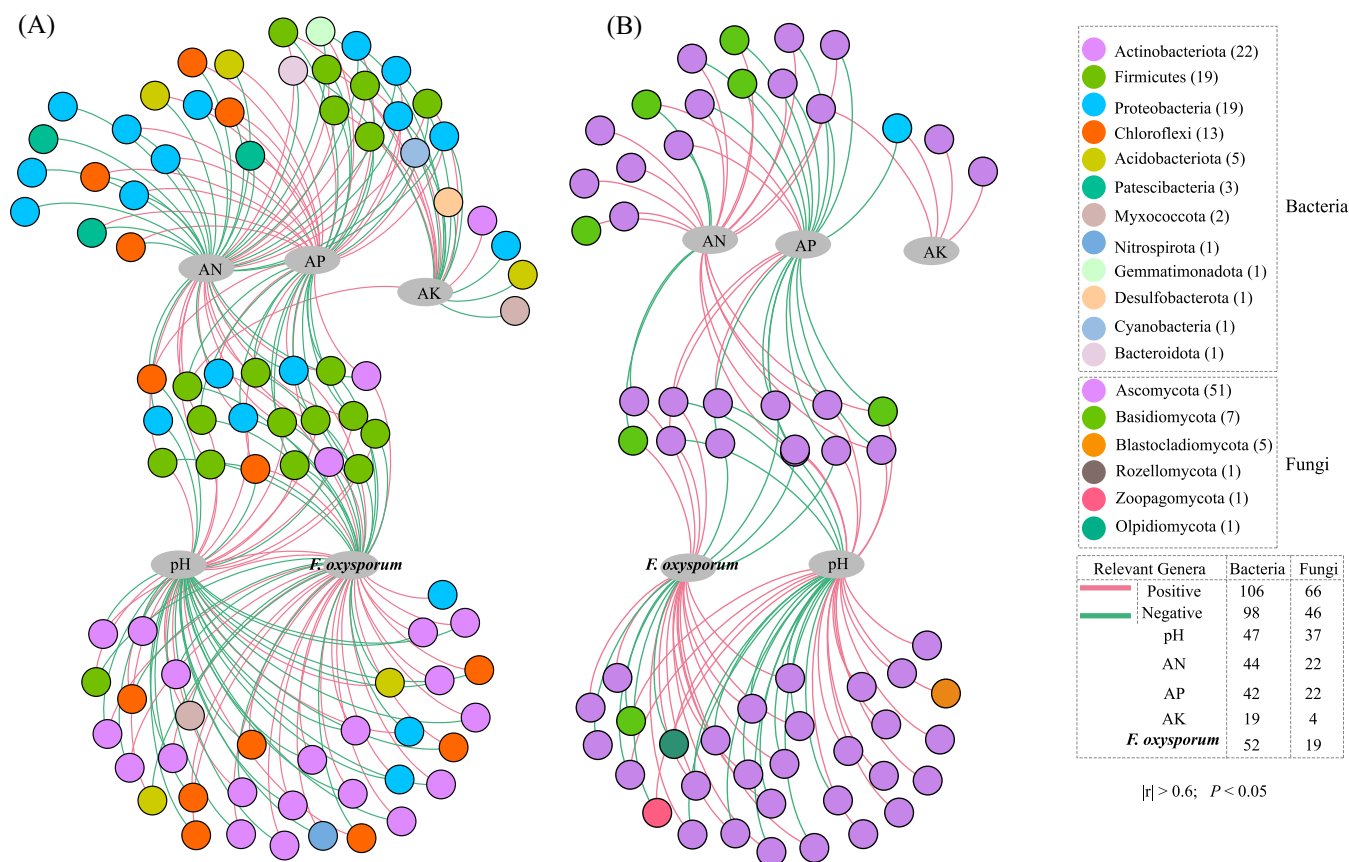 (A)
(B)
AN
AP
AK
pH
F. oxysporum
AN
AP
AK
F. oxysporum
pH
Actinobacteriota (22)
Firmicutes (19)
Proteobacteria (19)
Chloroflexi (13)
Acidobacteriota (5)
Patescibacteria (3)
Myxococcota (2)
Nitrospirota (1)
Gemmatimonadota (1)
Desulfobacterota (1)
Cyanobacteria (1)
Bacteroidota (1)
Bacteria
Ascomycota (51)
Basidiomycota (7)
Blastocladiomycota (5)
Rozellomycota (1)
Zoopagomycota (1)
Olpidiomycota (1)
Fungi
Relevant Genera Bacteria Fungi
Positive 106 66
Negative 98 46
pH 47 37
AN 44 22
AP 42 22
AK 19 4
F. oxysporum 52 19
|r| > 0.6; P < 0.05